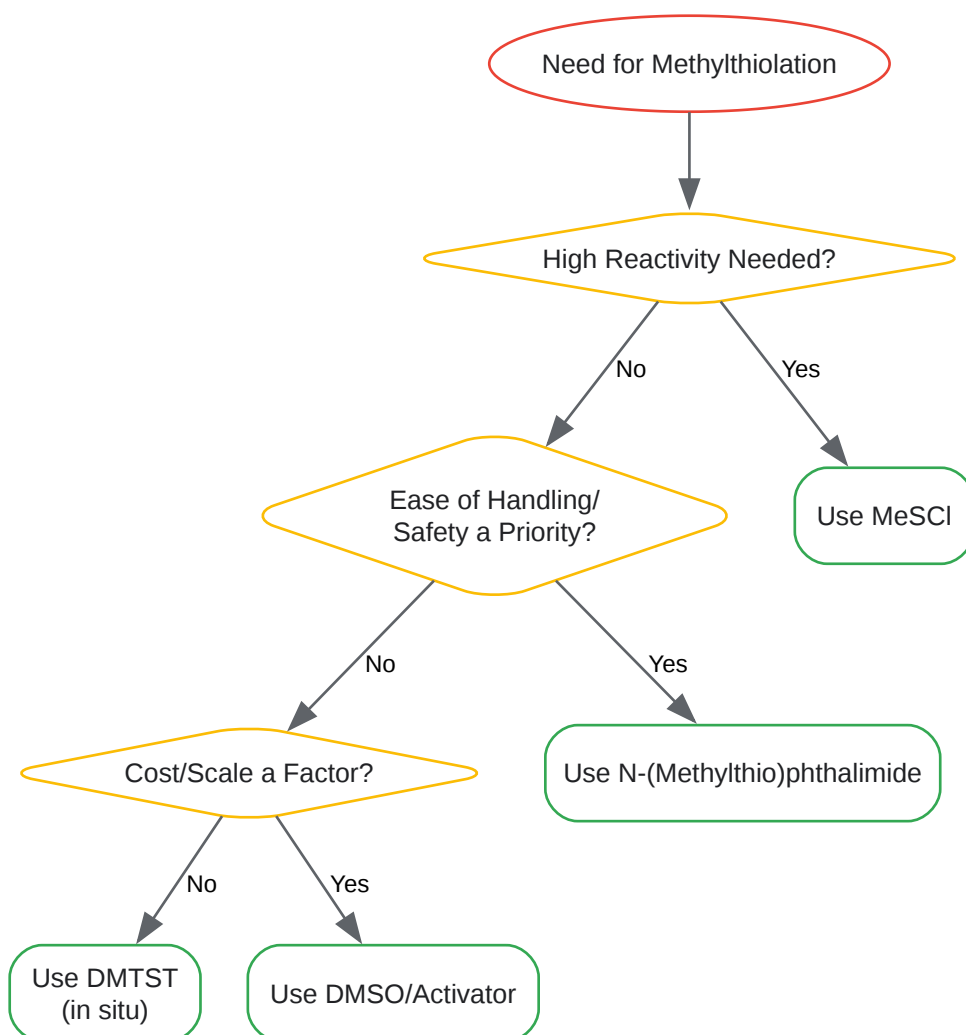 Need for Methylthiolation
High Reactivity Needed?
No
Yes
Ease of Handling/
Safety a Priority?
Use MeSCl
No
Yes
Cost/Scale a Factor?
Use N-(Methylthio)phthalimide
No
Yes
Use DMTST
(in situ)
Use DMSO/Activator